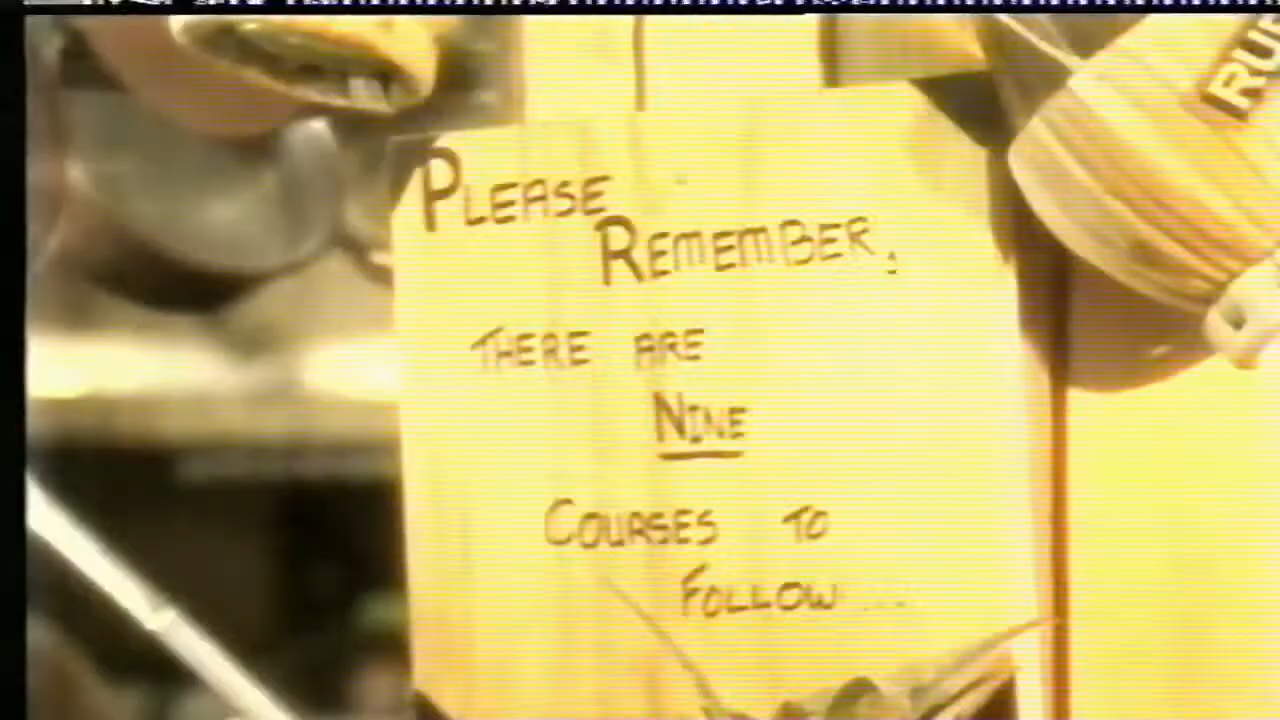 PLEASE
REMEMBER,
THERE ARE
NINE
COURSES TO
FOLLOW....